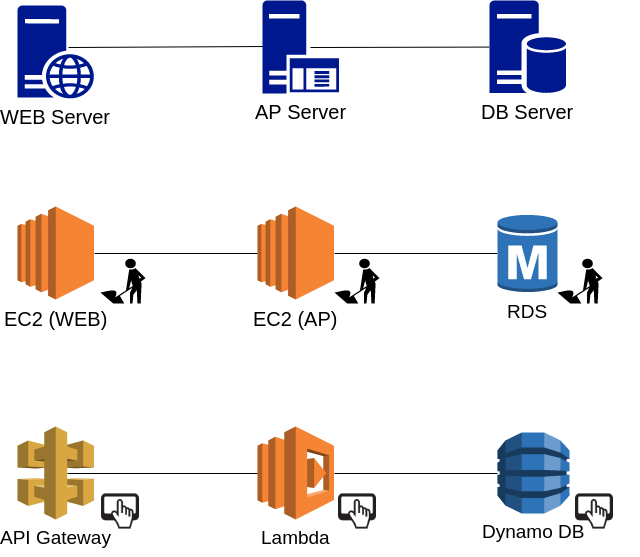 WEB Server
AP Server
DB Server
EC2 (WEB)
EC2 (AP)
M
RDS
API Gateway
Lambda
Dynamo DB